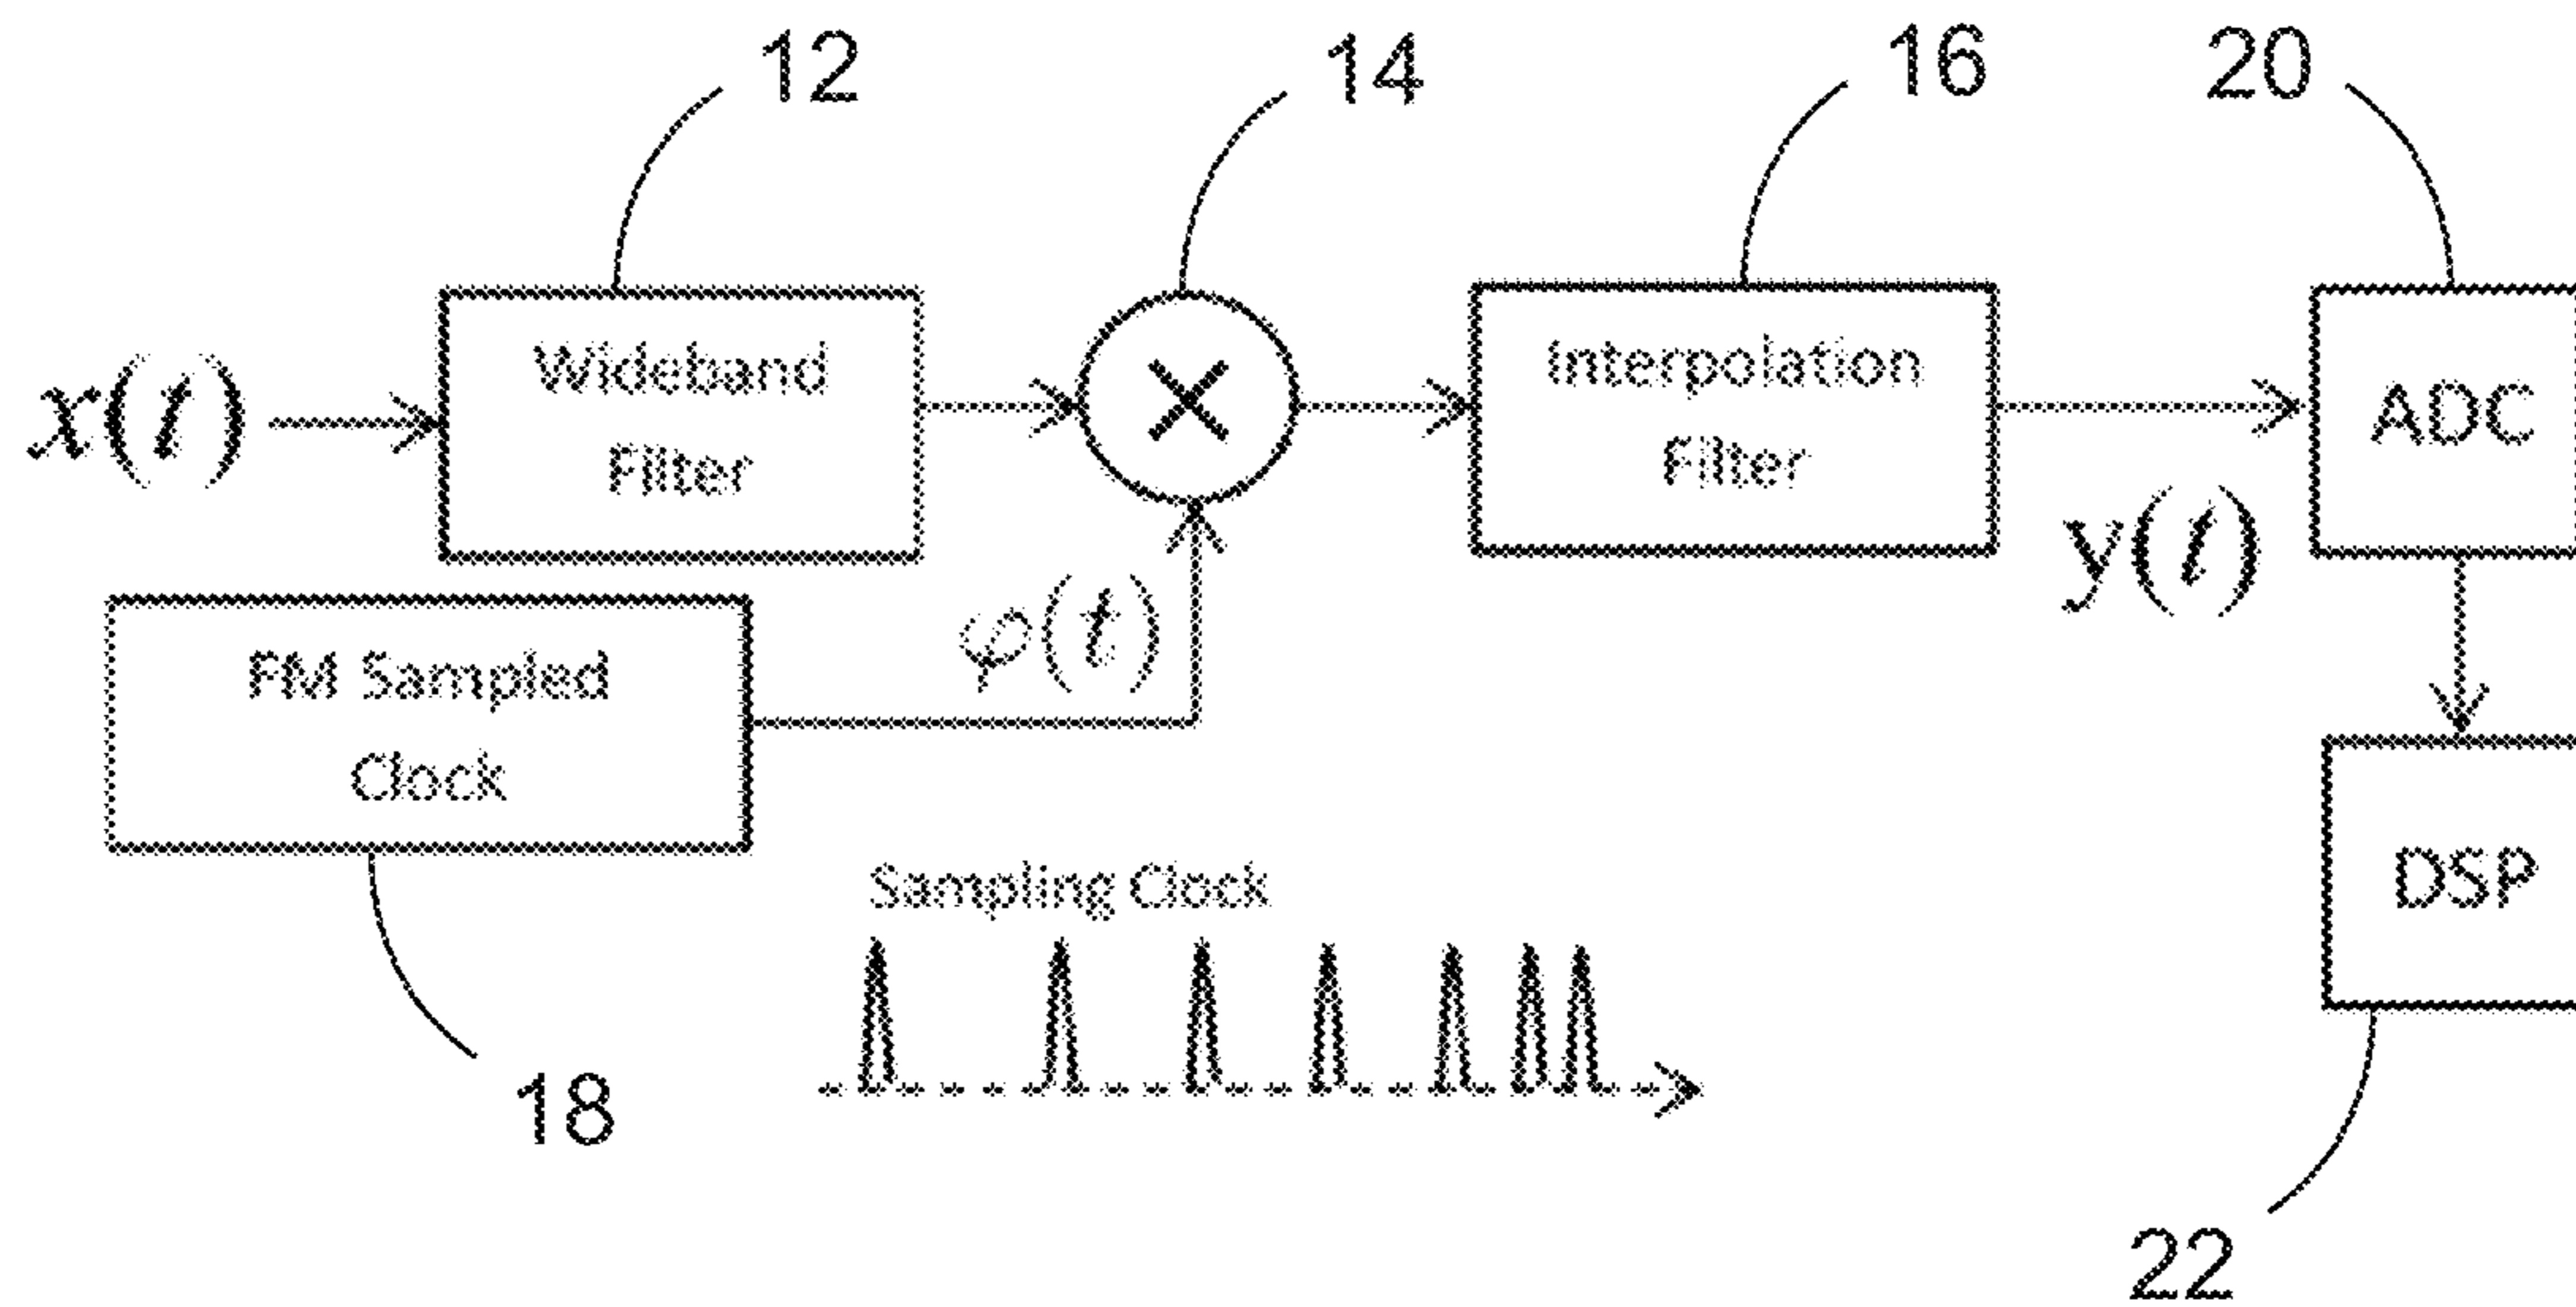 12
14
16
20
x(t)
Wideband
Filter
×
Interpolation
Filter
y(t)
ADC
FM Sampled
Clock
φ(t)
DSP
Sampling Clock
18
22